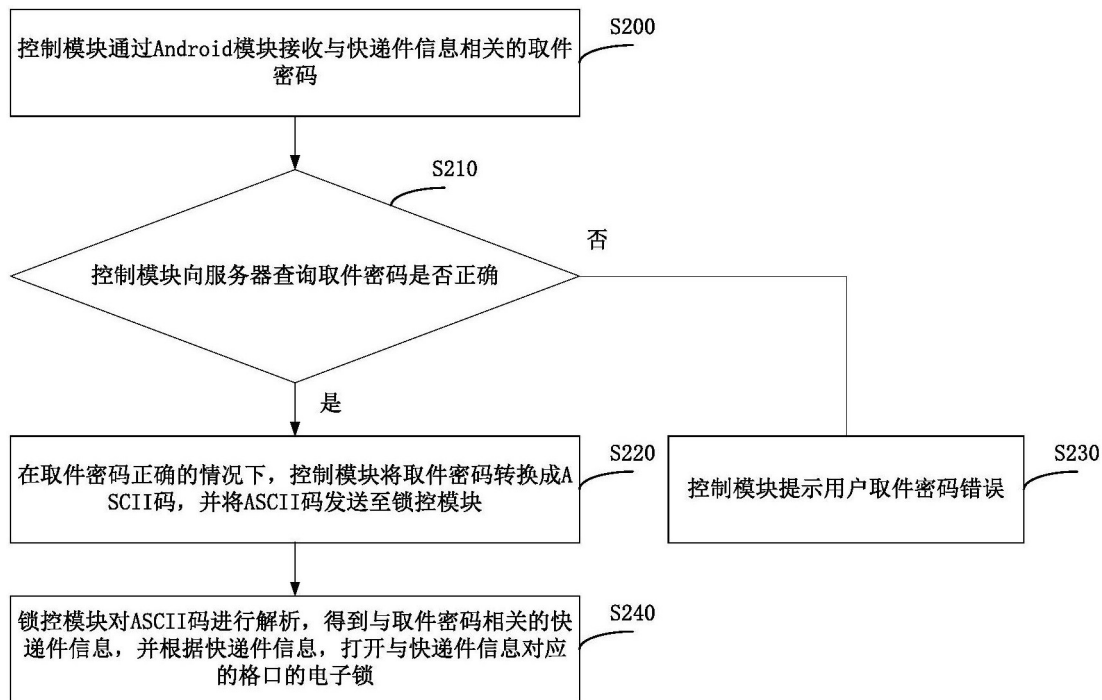 S200
控制模块通过Android模块接收与快递件信息相关的取件
密码
S210
控制模块向服务器查询取件密码是否正确
否
是
S220
在取件密码正确的情况下，控制模块将取件密码转换成A
SCII码，并将ASCII码发送至锁控模块
S230
控制模块提示用户取件密码错误
S240
锁控模块对ASCII码进行解析，得到与取件密码相关的快
递件信息，并根据快递件信息，打开与快递件信息对应
的格口的电子锁